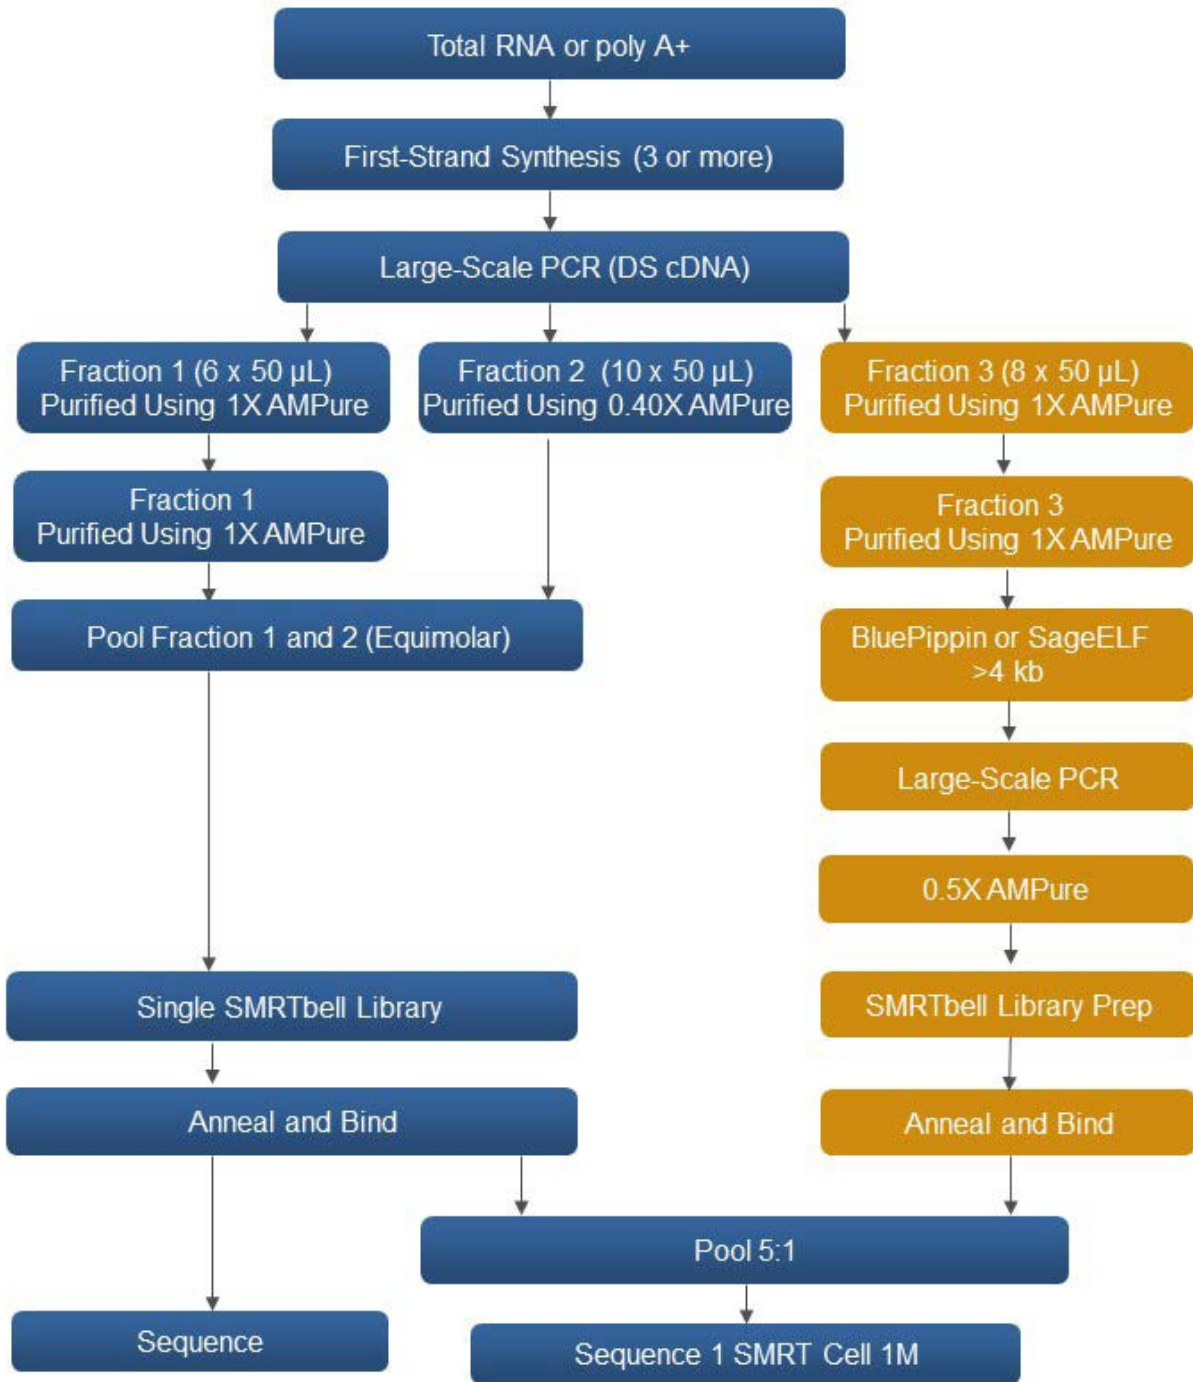 Total RNA or poly A+
First-Strand Synthesis (3 or more)
Large-Scale PCR (DS cDNA)
Fraction 1 (6 x 50 µL)
Purified Using 1X AMPure
Fraction 2 (10 x 50 µL)
Purified Using 0.40X AMPure
Fraction 3 (8 x 50 µL)
Purified Using 1X AMPure
Fraction 1
Purified Using 1X AMPure
Fraction 3
Purified Using 1X AMPure
Pool Fraction 1 and 2 (Equimolar)
BluePippin or SageELF
>4 kb
Large-Scale PCR
0.5X AMPure
Single SMRTbell Library
SMRTbell Library Prep
Anneal and Bind
Anneal and Bind
Pool 5:1
Sequence
Sequence 1 SMRT Cell 1M